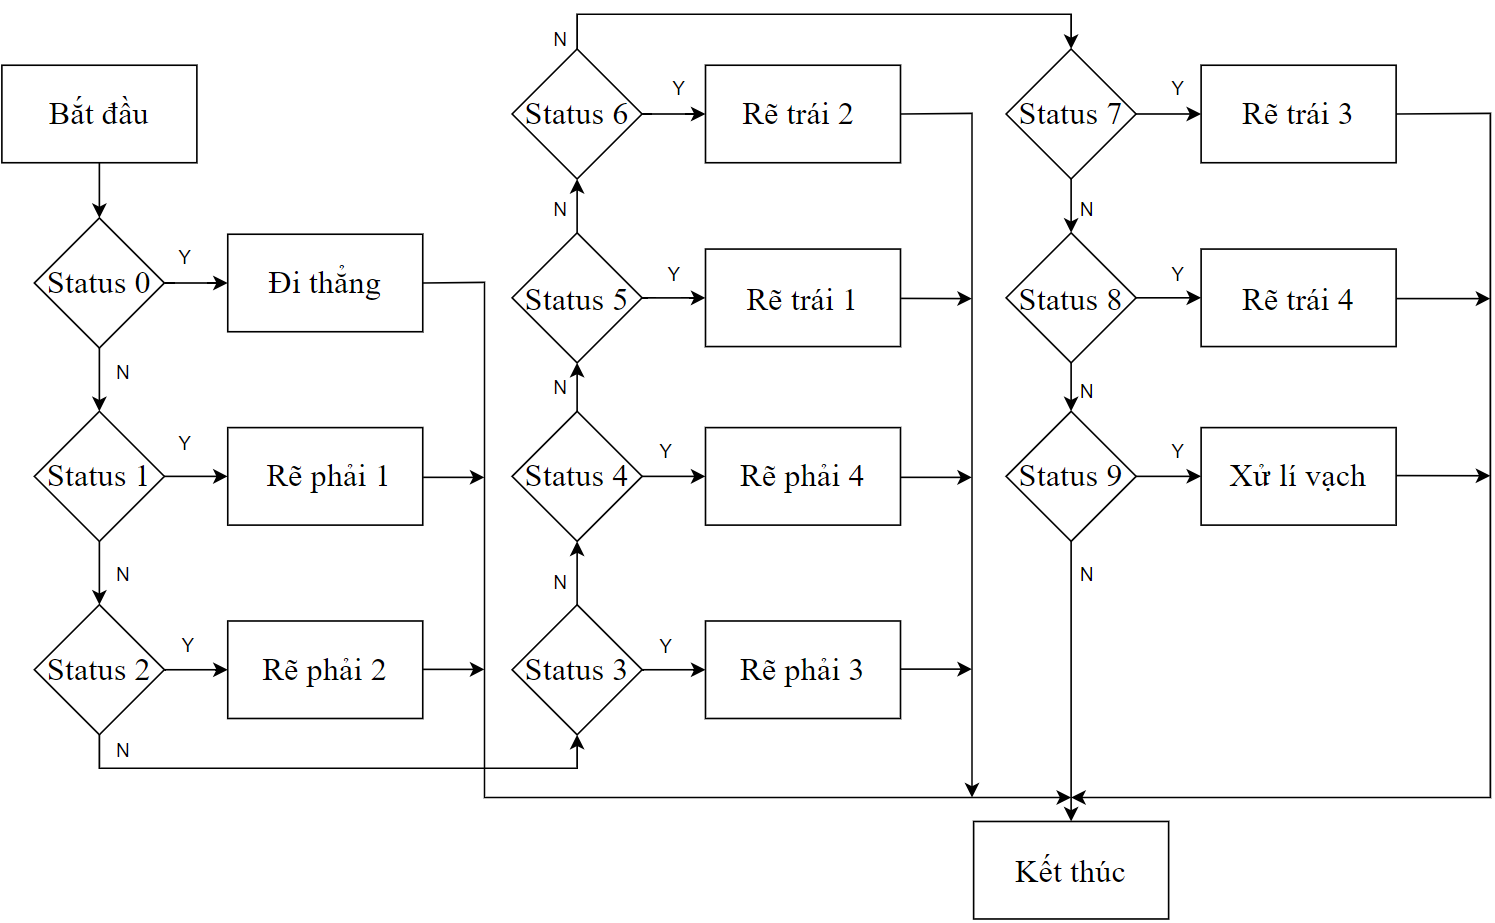 Bắt đầu
Status 0
Y
Đi thẳng
N
Status 1
Y
Rẽ phải 1
N
Status 2
Y
Rẽ phải 2
N
Status 3
Y
Rẽ phải 3
N
Status 4
Y
Rẽ phải 4
N
Status 5
Y
Rẽ trái 1
N
Status 6
Y
Rẽ trái 2
N
Status 7
Y
Rẽ trái 3
N
Status 8
Y
Rẽ trái 4
N
Status 9
Y
Xử lí vạch
N
Kết thúc